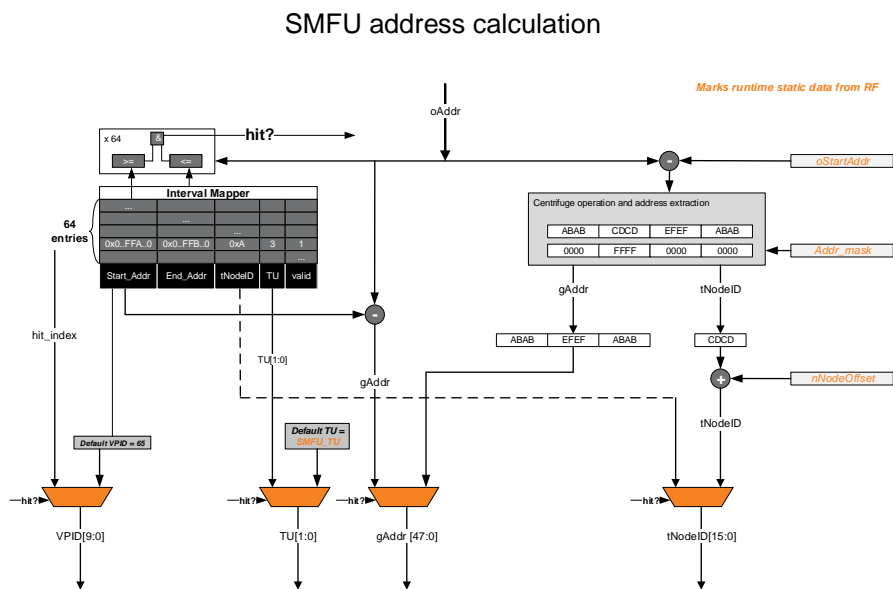 SMFU address calculation
Marks runtime static data from RF
oAddr
x 64
&
hit?
>=
<=
-
oStartAddr
Interval Mapper
...
...
...
64
entries
0x0..FFA..0 0x0..FFB..0 0xA 3 1
...
Start_Addr End_Addr tNodeID TU valid
Centrifuge operation and address extraction
ABAB CDCD EFEF ABAB
0000 FFFF 0000 0000
Addr_mask
gAddr
tNodeID
-
hit_index
ABAB EFEF ABAB
CDCD
TU[1:0]
gAddr
+
nNodeOffset
tNodeID
Default VPID = 65
Default TU =
SMFU_TU
hit?
hit?
hit?
hit?
VPID[9:0]
TU[1:0]
gAddr [47:0]
tNodeID[15:0]